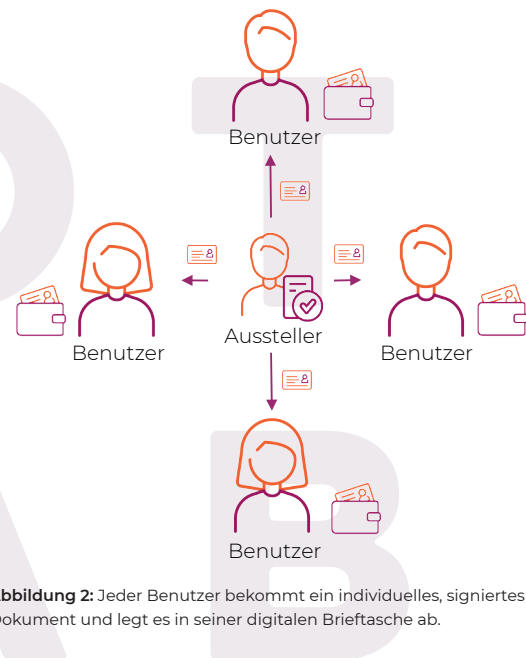 Benutzer
Benutzer
Aussteller
Benutzer
Benutzer
bbildung 2: Jeder Benutzer bekommt ein individuelles, signiertes
Dokument und legt es in seiner digitalen Brieftasche ab.